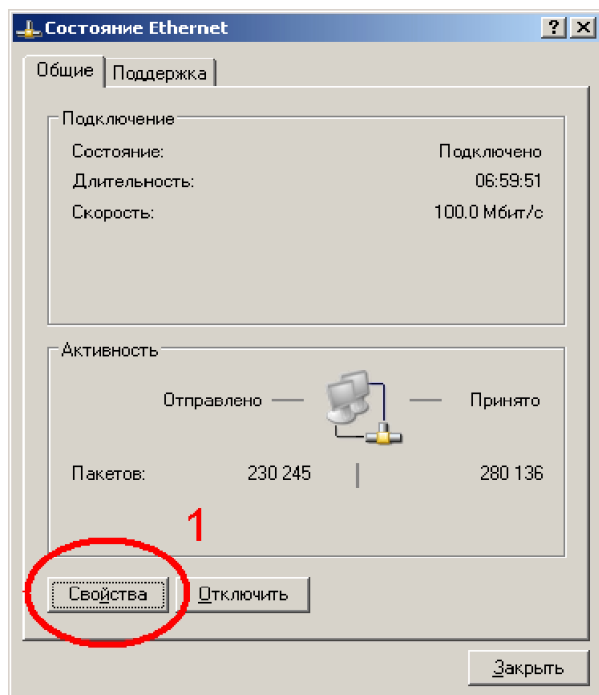 Состояние Ethernet
Общие Поддержка
Подключение
Состояние: Подключено
Длительность: 06:59:51
Скорость: 100.0 Мбит/с
Активность
Отправлено — — Принято
Пакетов: 230 245 | 280 136
1
Свойства Отключить
Закрыть